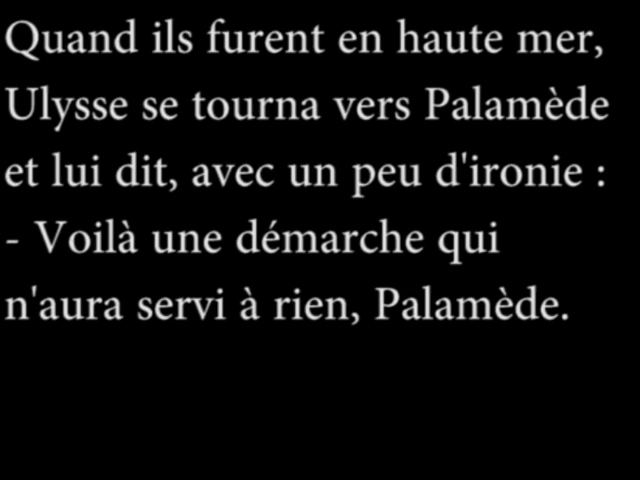 Quand ils furent en haute mer,
Ulysse se tourna vers Palamède
et lui dit, avec un peu d'ironie :
- Voilà une démarche qui
n'aura servi à rien, Palamède.